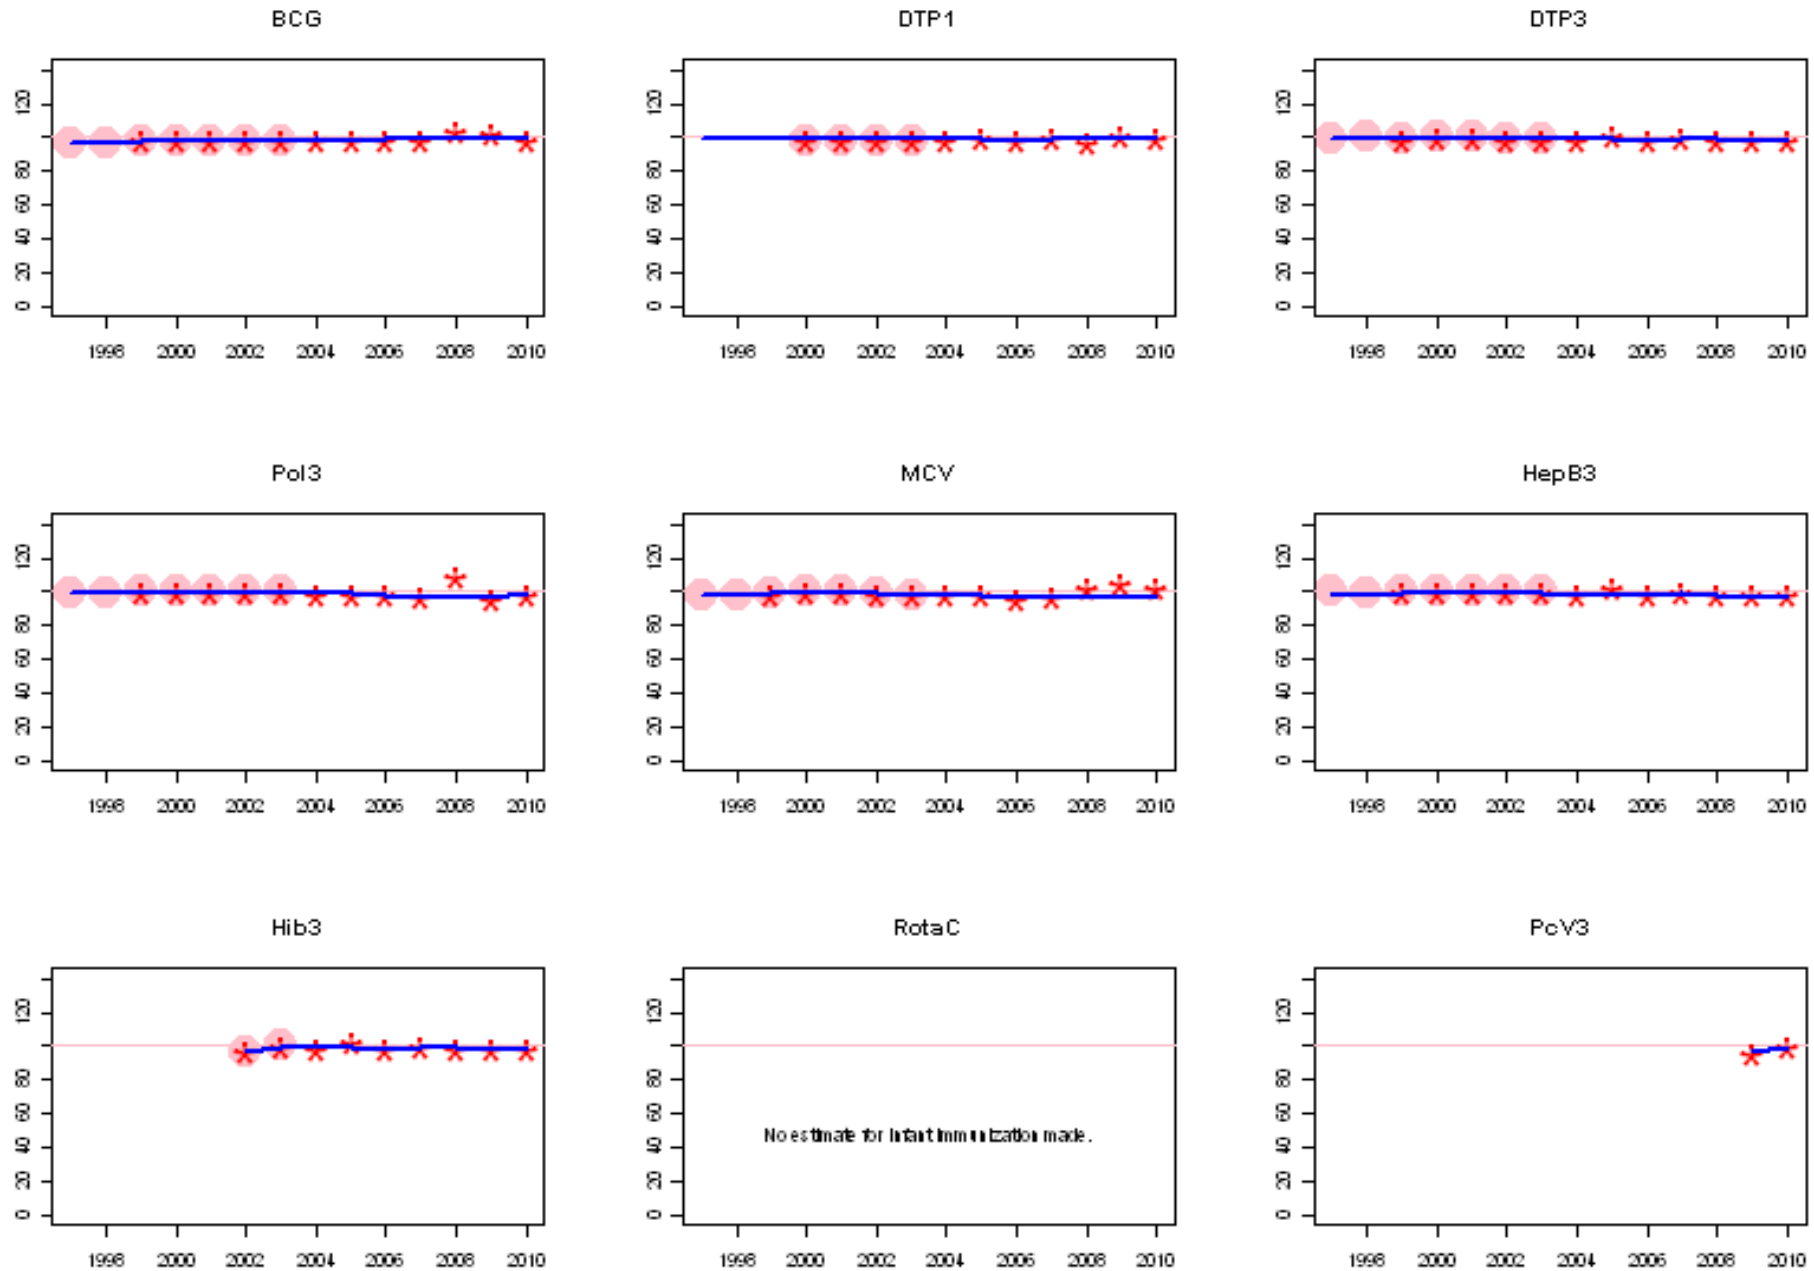 BCG
DTP1
DTP3
0 20 40 60 80 120
0 20 40 60 80 120
0 20 40 60 80 120
1998 2000 2002 2004 2006 2008 2010
1998 2000 2002 2004 2006 2008 2010
1998 2000 2002 2004 2006 2008 2010
Pol3
MCV
HepB3
0 20 40 60 80 120
0 20 40 60 80 120
0 20 40 60 80 120
1998 2000 2002 2004 2006 2008 2010
1998 2000 2002 2004 2006 2008 2010
1998 2000 2002 2004 2006 2008 2010
Hib3
RotaC
PcV3
0 20 40 60 80 120
0 20 40 60 80 120
No estimate for infant immunization made.
0 20 40 60 80 120
1998 2000 2002 2004 2006 2008 2010
1998 2000 2002 2004 2006 2008 2010
1998 2000 2002 2004 2006 2008 2010